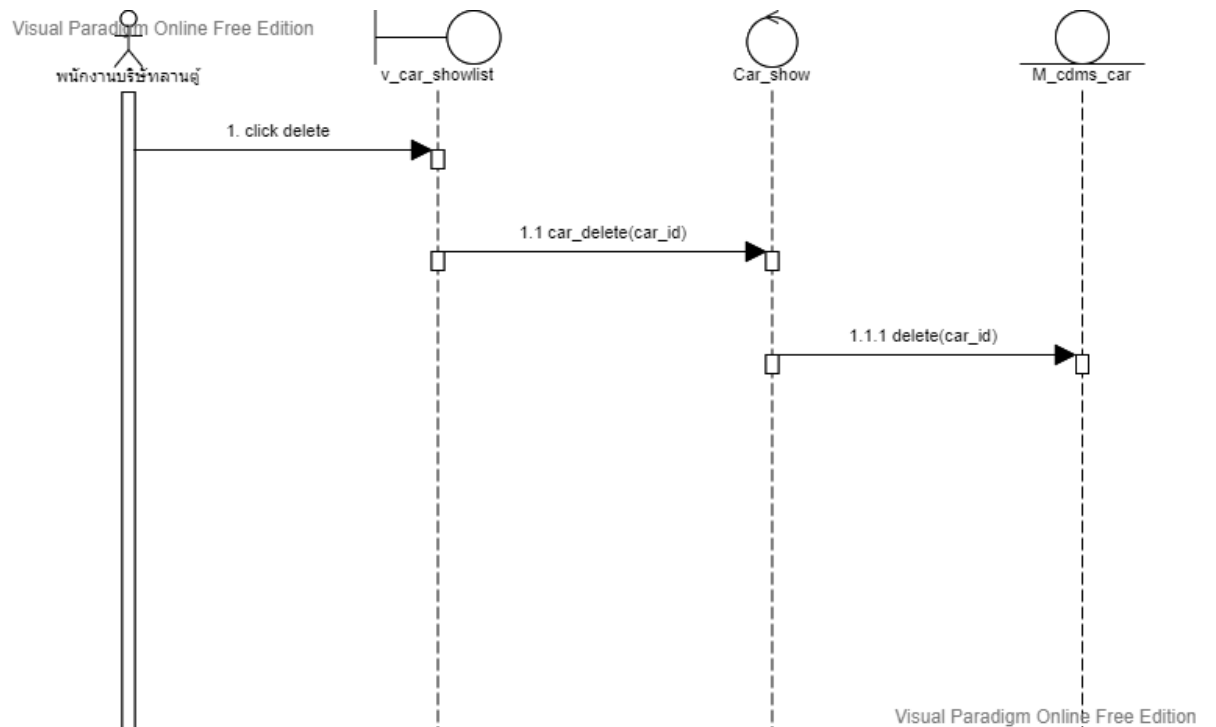 Visual Paradigm Online Free Edition
พนักงานบริษัทลานตู้
v_car_showlist
Car_show
M_cdms_car
1. click delete
1.1 car_delete(car_id)
1.1.1 delete(car_id)
Visual Paradigm Online Free Edition